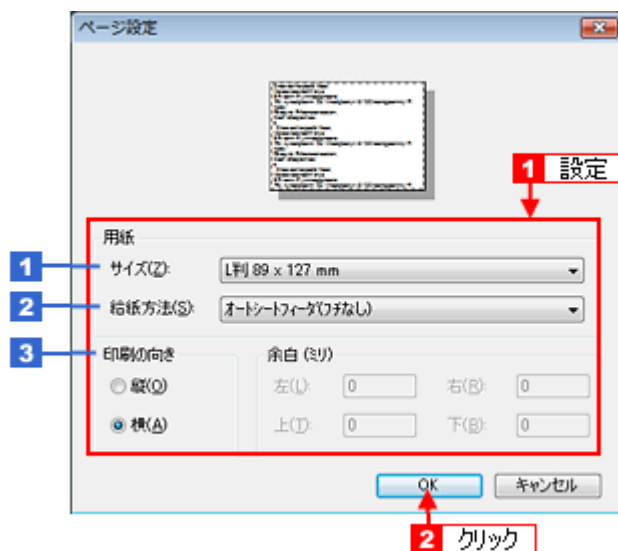 ページ設定
1 設定
用紙
1 サイズ(Z): L判 89 x 127 mm
2 給紙方法(S): オートシートフィーダ(フチなし)
3 印刷の向き 余白 (ミリ)
縦(O) 左(L): 0 右(R): 0
横(A) 上(T): 0 下(B): 0
OK キャンセル
2 クリック